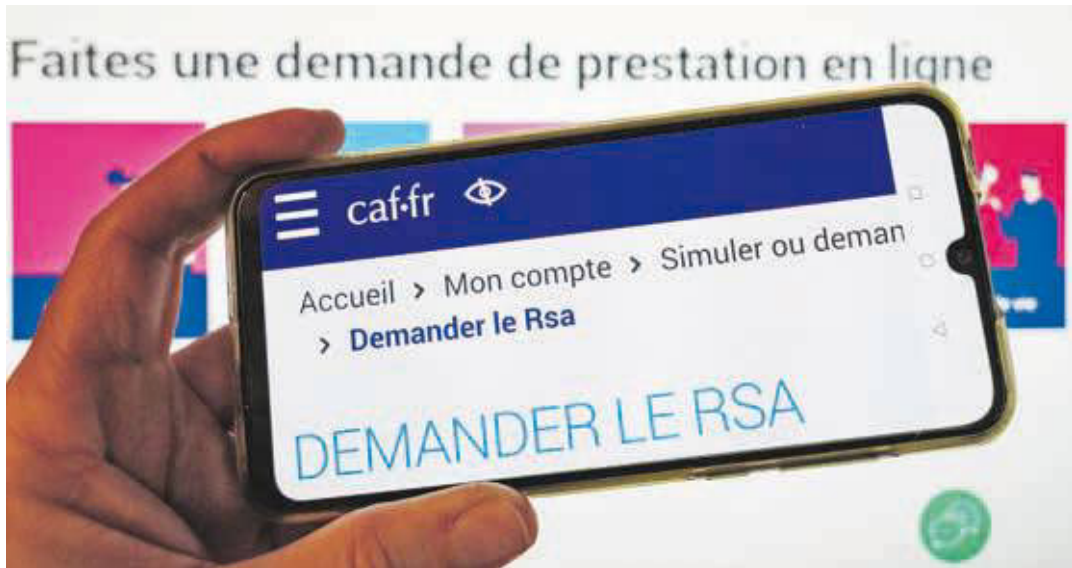 Faites une demande de prestation en ligne
caf·fr
Accueil > Mon compte > Simuler ou deman
> Demander le Rsa
DEMANDER LE RSA